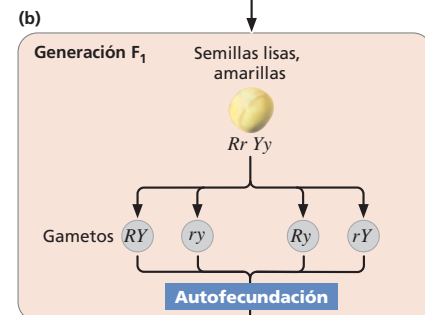 (b)
Generación F1
Semillas lisas,
amarillas
Rr Yy
Gametos RY ry Ry rY
Autofecundación